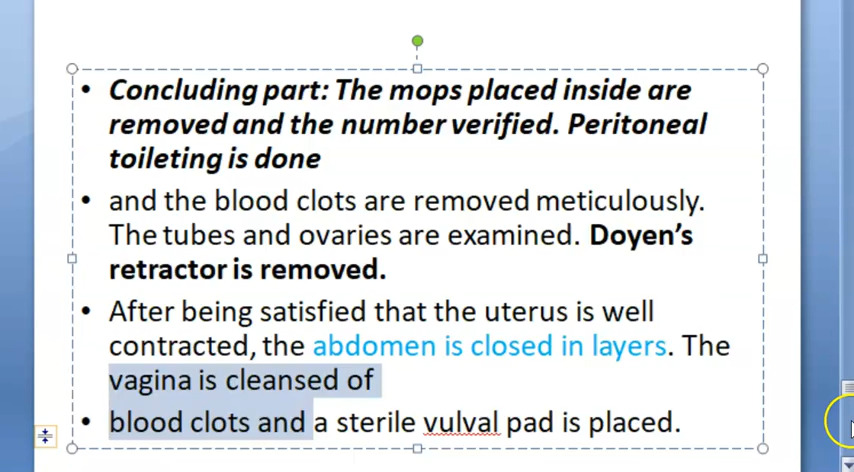 • Concluding part: The mops placed inside are
removed and the number verified. Peritoneal
toileting is done
• and the blood clots are removed meticulously.
The tubes and ovaries are examined. Doyen's
retractor is removed.
• After being satisfied that the uterus is well
contracted, the abdomen is closed in layers. The
vagina is cleansed of
• blood clots and a sterile vulval pad is placed.